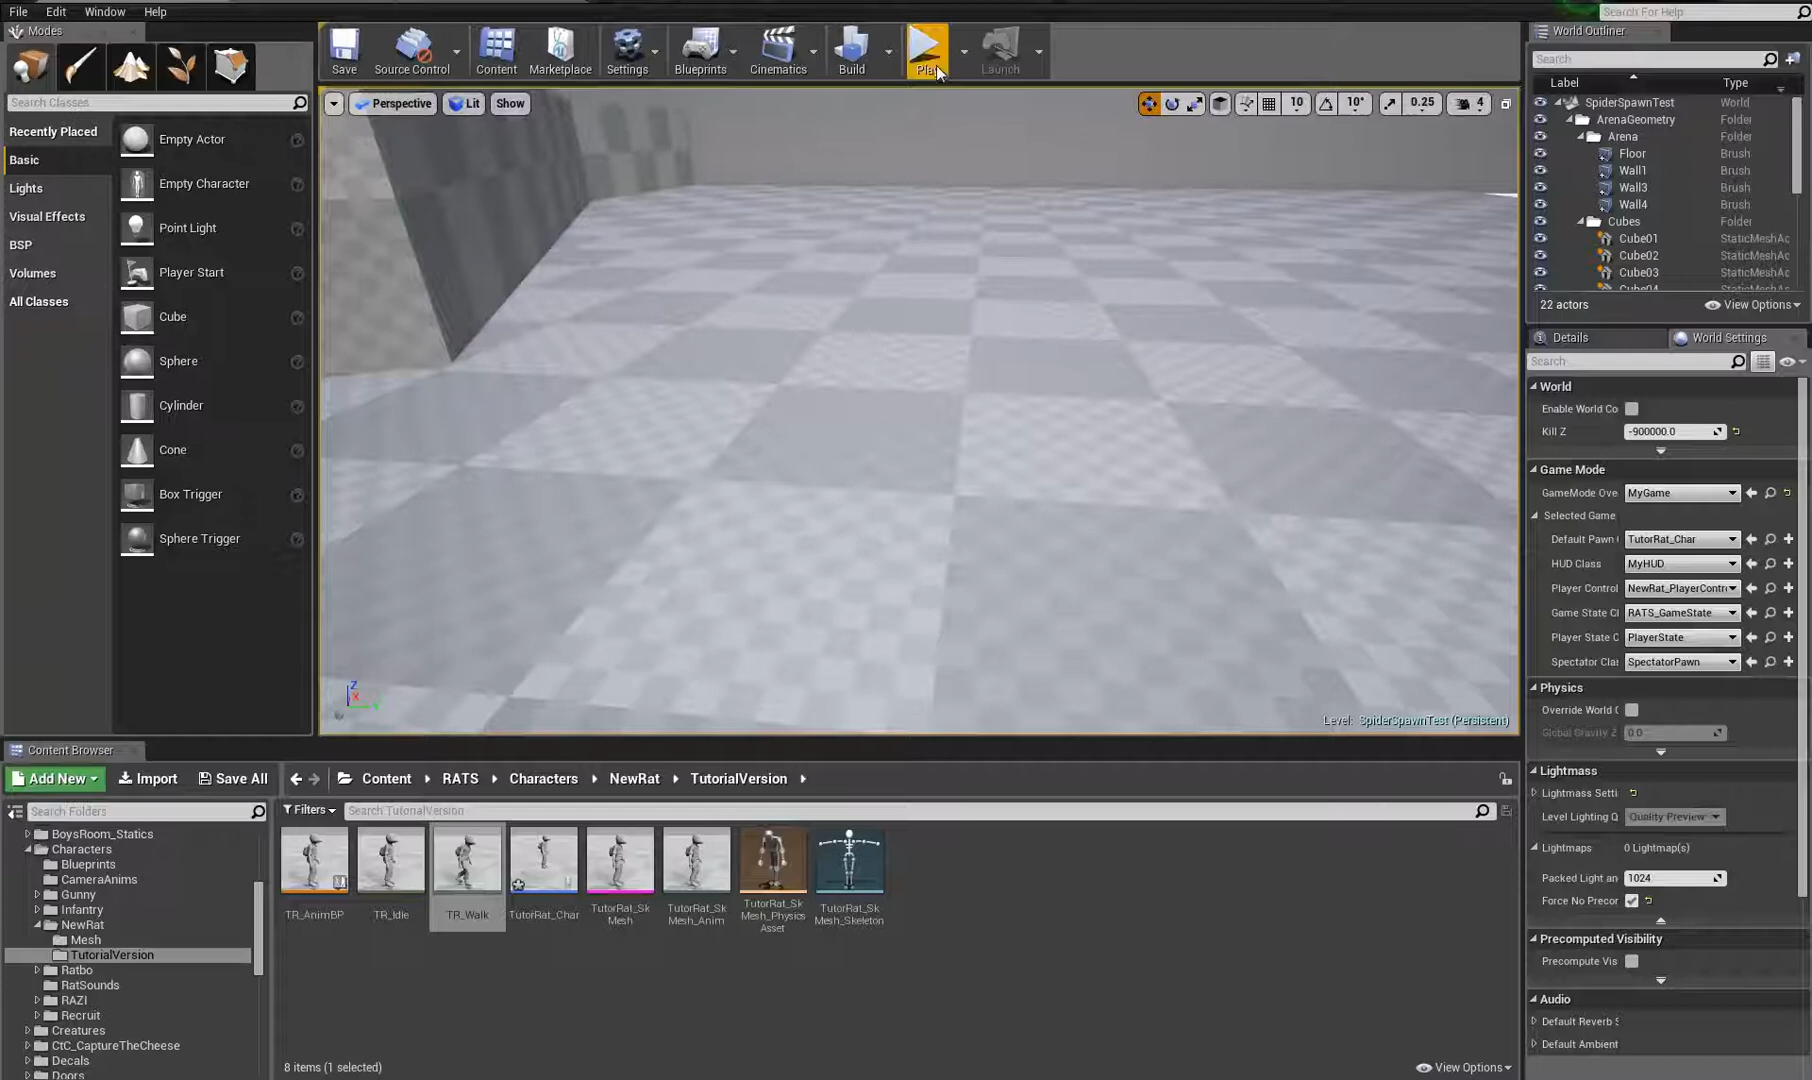 File Edit Window Help
Search For Help
Modes
Save Source Control Content Marketplace Settings Blueprints Cinematics Build Play Launch
World Outliner
Search
Label Type
Search Classes
Perspective Lit Show
10 10° 0.25 4
Recently Placed
Basic
Lights
Visual Effects
BSP
Volumes
All Classes
Empty Actor
Empty Character
Point Light
Player Start
Cube
Sphere
Cylinder
Cone
Box Trigger
Sphere Trigger
SpiderSpawnTest World
ArenaGeometry Folder
Arena Folder
Floor Brush
Wall1 Brush
Wall3 Brush
Wall4 Brush
Cubes Folder
Cube01 StaticMeshAc
Cube02 StaticMeshAc
Cube03 StaticMeshAc
Cube04 StaticMeshAc
22 actors View Options
Details World Settings
Search
World
Enable World Co
Kill Z -900000.0
Game Mode
GameMode Ove MyGame
Selected Game
Default Pawn TutorRat_Char
HUD Class MyHUD
Player Control NewRat_PlayerContr
Game State Cl RATS_GameState
Player State C PlayerState
Spectator Clas SpectatorPawn
Physics
Override World
Global Gravity Z 0.0
Lightmass
Lightmass Setti
Level Lighting Q Quality Preview
Lightmaps 0 Lightmap(s)
Packed Light an 1024
Force No Precor
Precomputed Visibility
Precompute Vis
Audio
Default Reverb S
Default Ambient
Z
X
Y
Level: SpiderSpawnTest (Persistent)
Content Browser
Add New Import Save All Content RATS Characters NewRat TutorialVersion
Search Folders
Filters Search TutorialVersion
BoysRoom_Statics
Characters
Blueprints
CameraAnims
Gunny
Infantry
NewRat
Mesh
TutorialVersion
Ratbo
RatSounds
RAZI
Recruit
Creatures
CtC_CaptureTheCheese
Decals
Doors
TR_AnimBP
TR_Idle
TR_Walk
TutorRat_Char
TutorRat_Sk
Mesh
TutorRat_Sk
Mesh_Anim
TutorRat_Sk
Mesh_Physics
Asset
TutorRat_Sk
Mesh_Skeleton
8 items (1 selected)
View Options